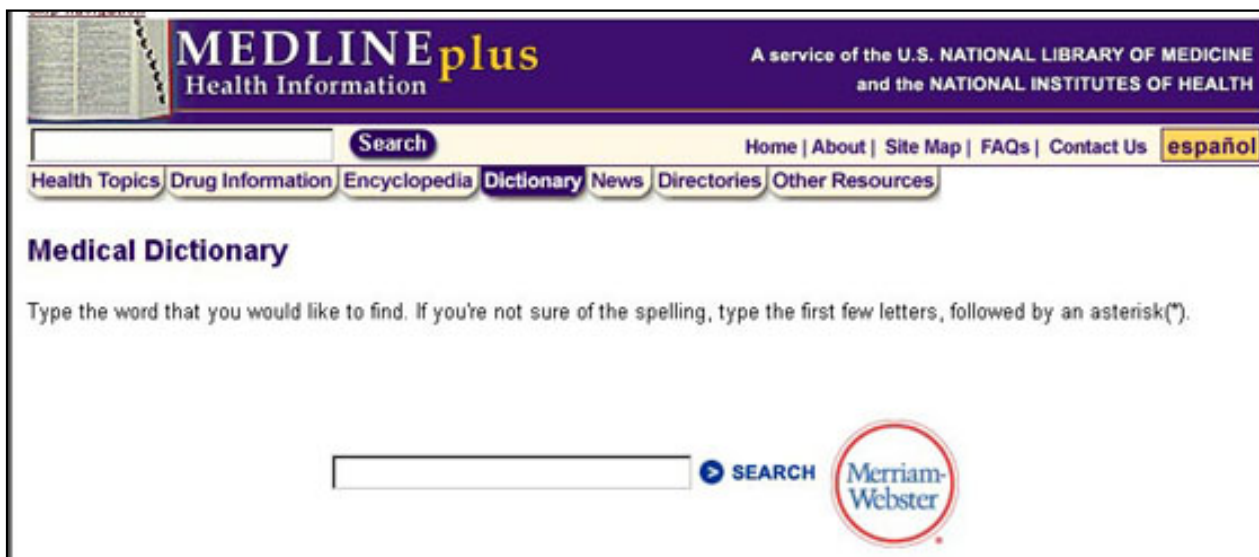 MEDLINEplus
Health Information
A service of the U.S. NATIONAL LIBRARY OF MEDICINE
and the NATIONAL INSTITUTES OF HEALTH
Search
Home | About | Site Map | FAQs | Contact Us español
Health Topics Drug Information Encyclopedia Dictionary News Directories Other Resources
Medical Dictionary
Type the word that you would like to find. If you're not sure of the spelling, type the first few letters, followed by an asterisk(*).
SEARCH
Merriam-
Webster